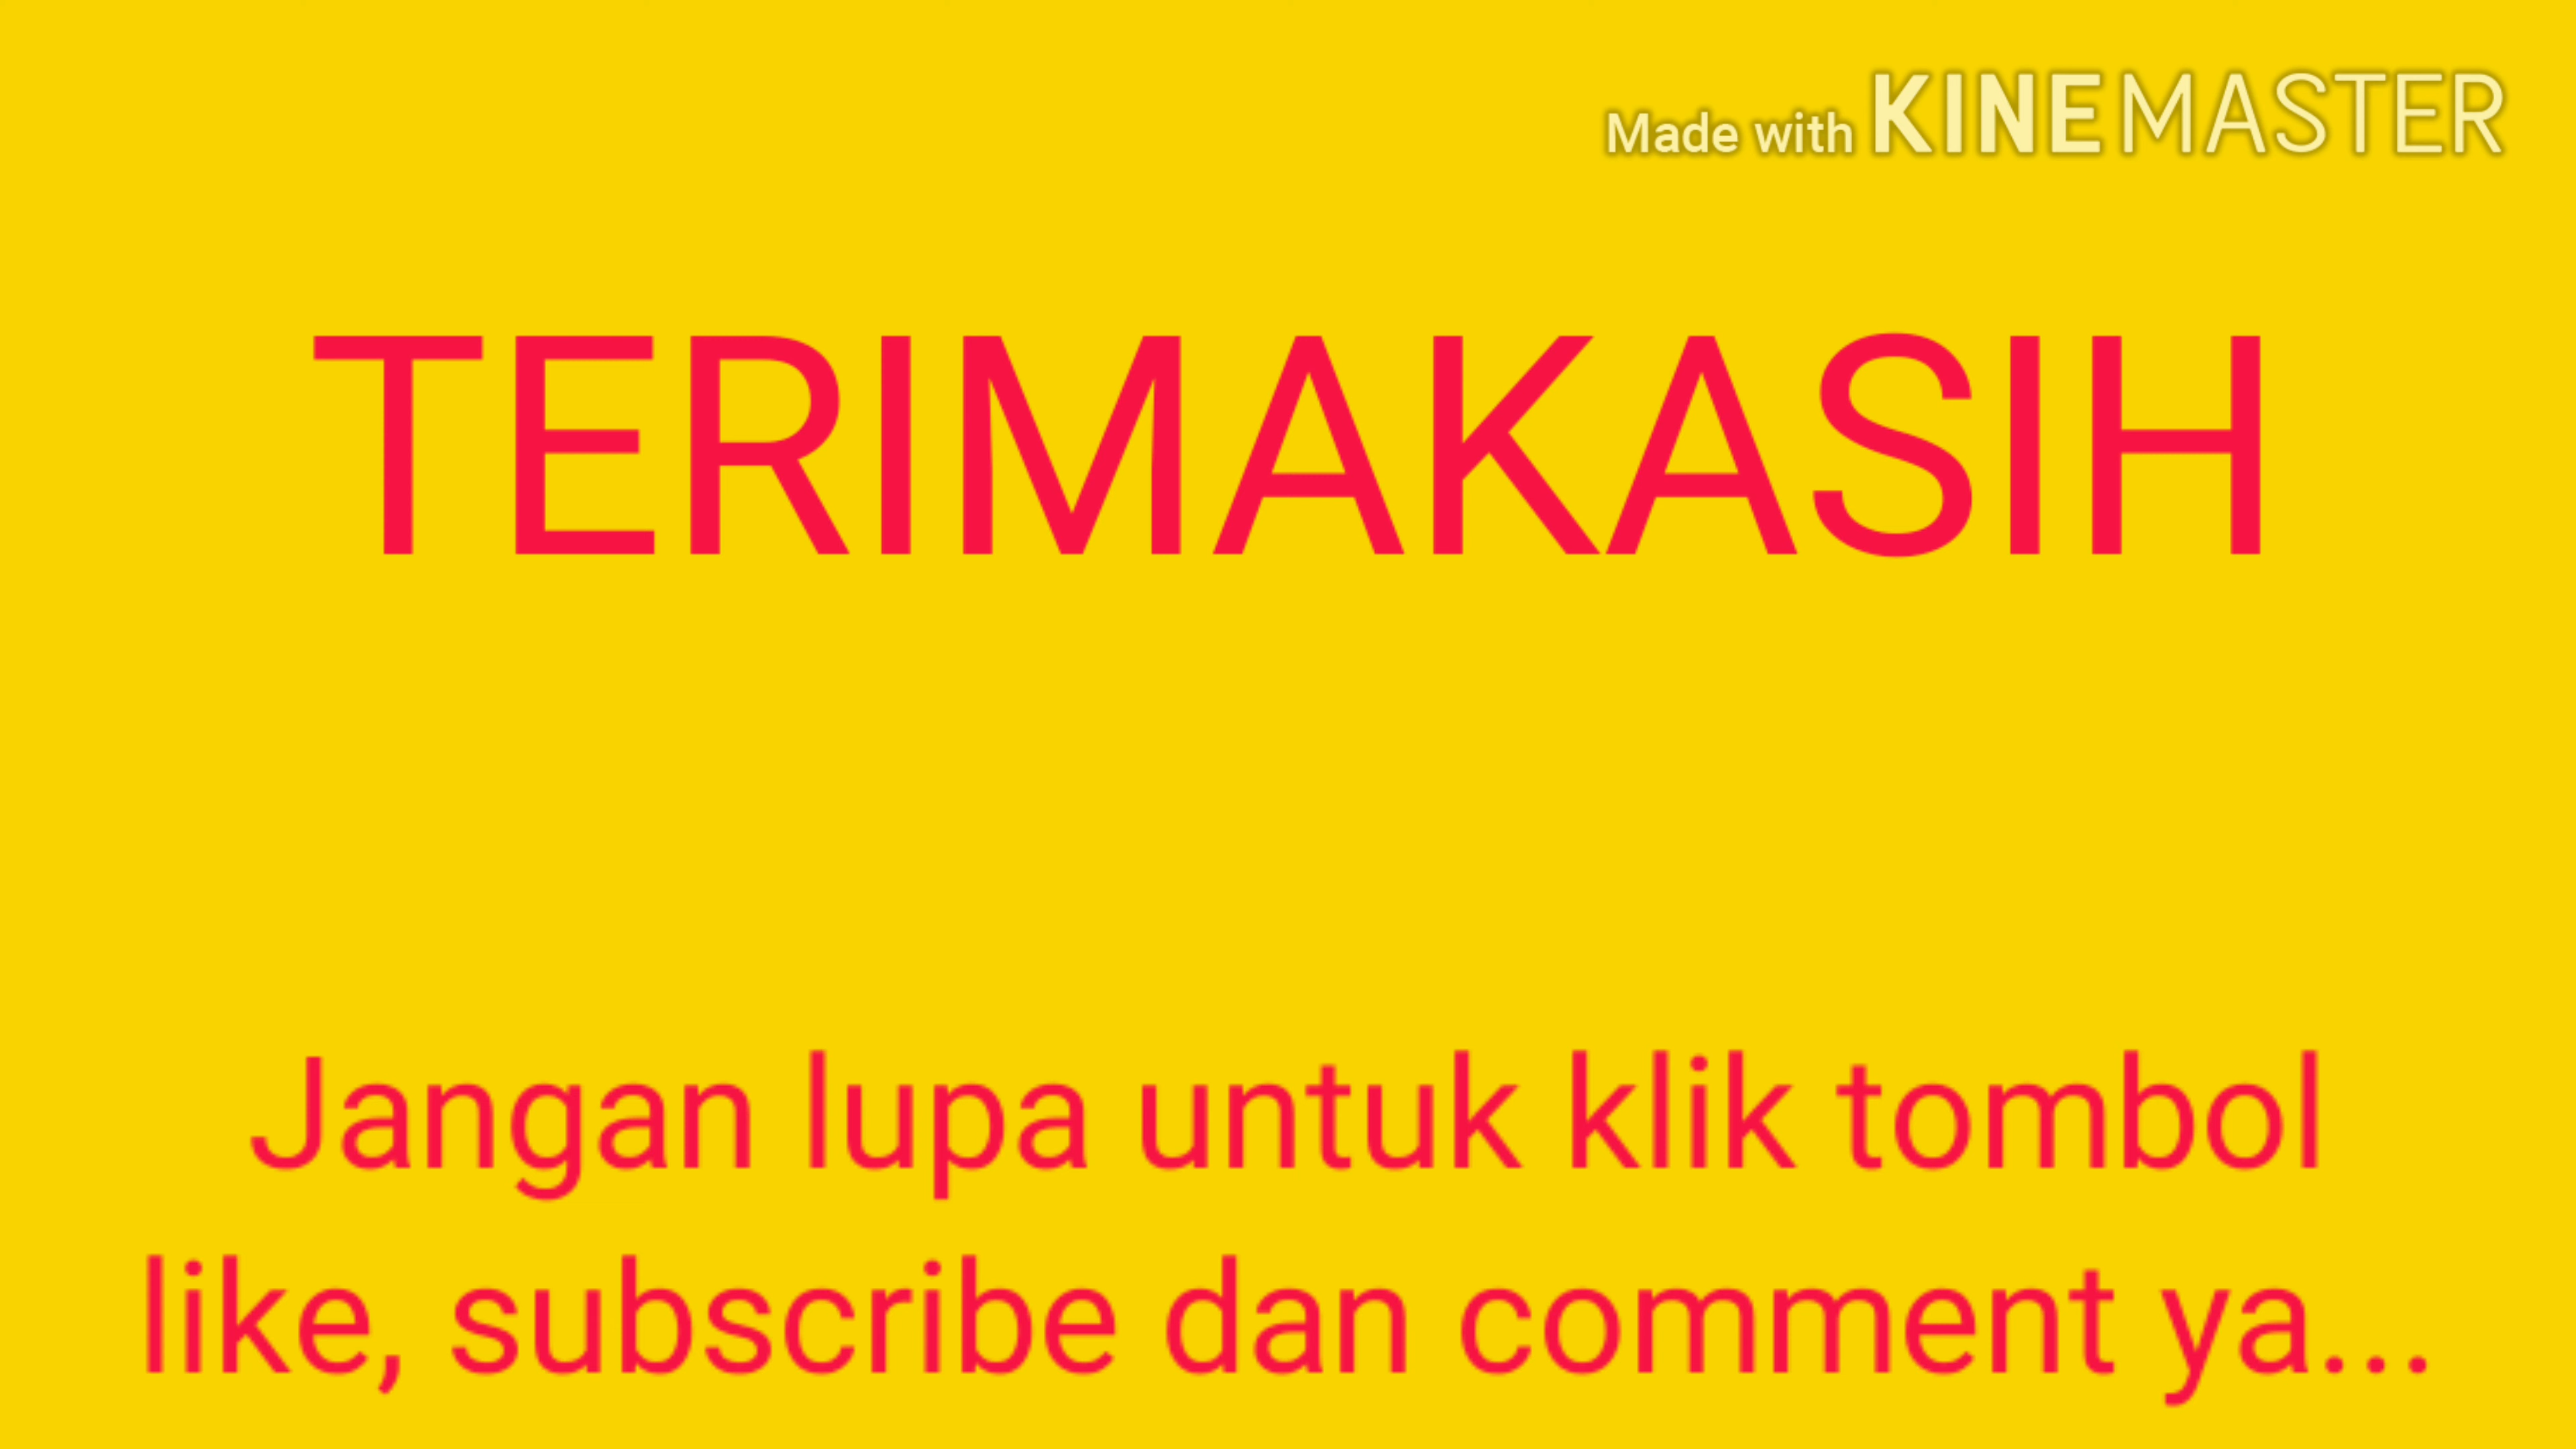 Made with KINEMASTER
TERIMAKASIH
Jangan lupa untuk klik tombol
like, subscribe dan comment ya...